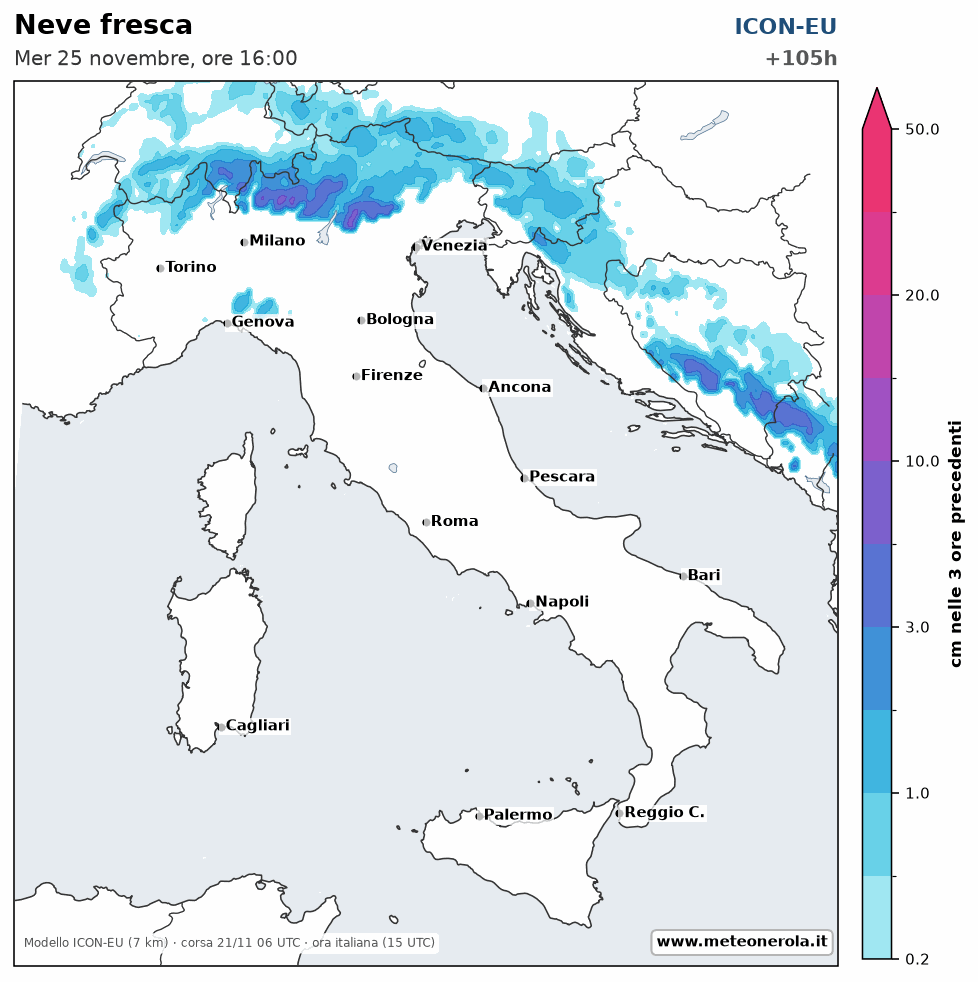 Neve fresca
ICON-EU
Mer 25 novembre, ore 16:00
+105h
50.0
20.0
10.0
3.0
1.0
0.2
cm nelle 3 ore precedenti
Milano
Venezia
Torino
Genova
Bologna
Firenze
Ancona
Pescara
Roma
Bari
Napoli
Cagliari
Palermo
Reggio C.
Modello ICON-EU (7 km) · corsa 21/11 06 UTC · ora italiana (15 UTC)
www.meteonerola.it